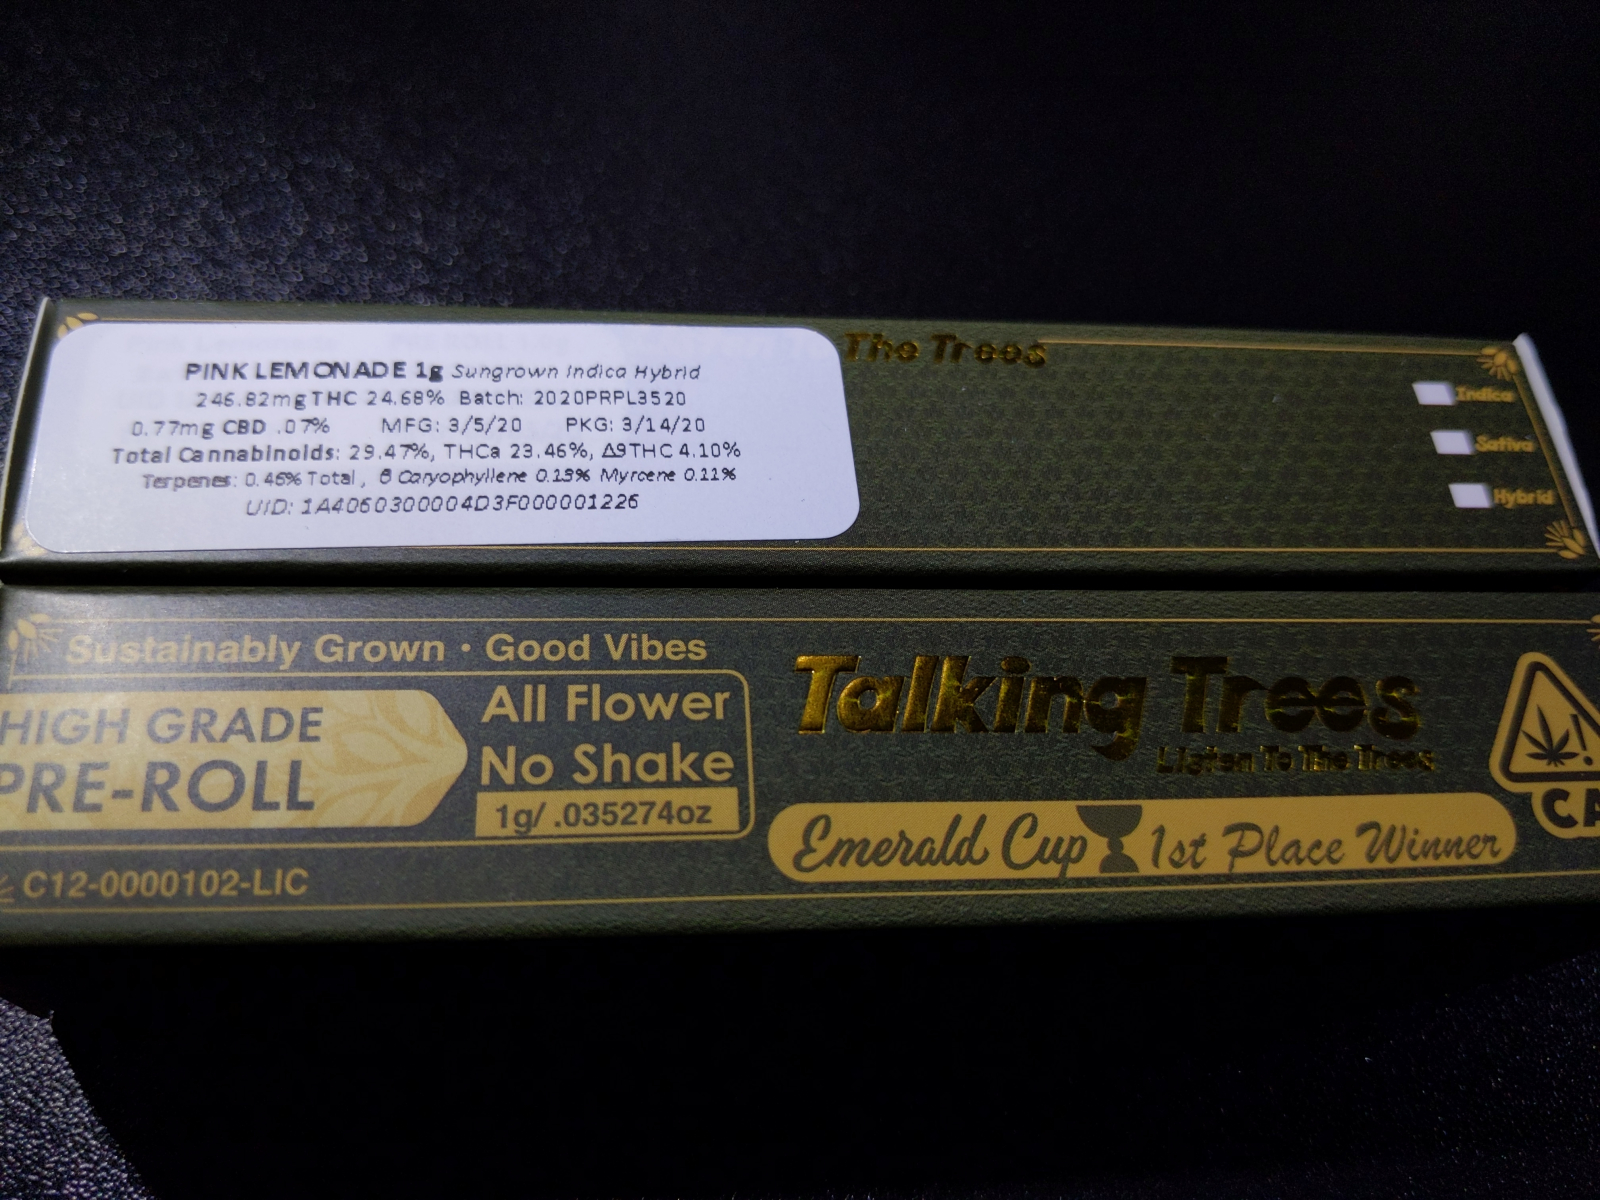 PINK LEMONADE 1g Sungrown Indica Hybrid
246.82mg THC 24.68% Batch: 2020PRPL3520
0.77mg CBD .07% MFG: 3/5/20 PKG: 3/14/20
Total Cannabinoids: 29.47%, THCa 23.46%, Δ9THC 4.10%
Terpenes: 0.46% Total, β Caryophyllene 0.13% Myrcene 0.11%
UID: 1A4060300004D3F000001226
The Trees
Indica
Sativa
Hybrid
Sustainably Grown • Good Vibes
HIGH GRADE
PRE-ROLL
All Flower
No Shake
1g/ .035274oz
C12-0000102-LIC
Talking Trees
Listen To The Trees
Emerald Cup 1st Place Winner
!
CA